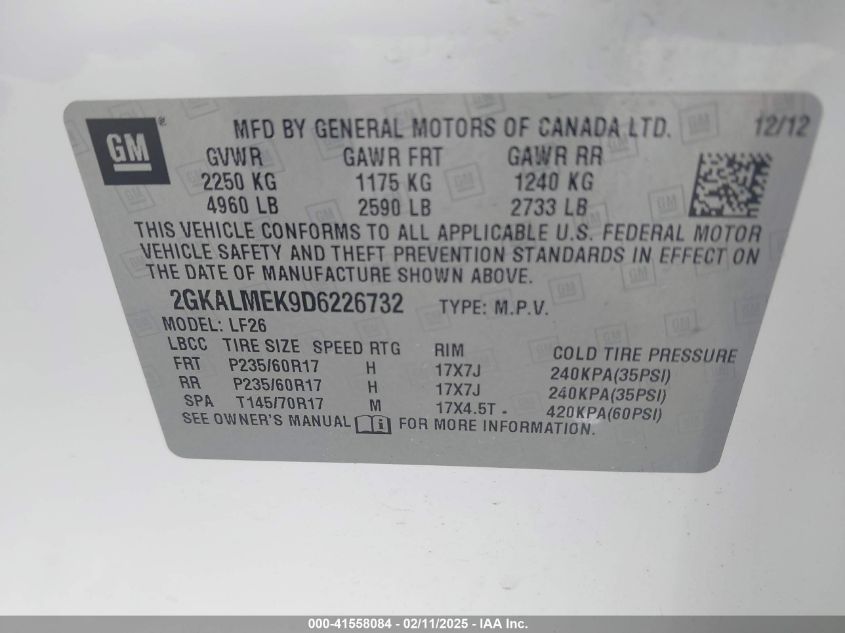 GM ® MFD BY GENERAL MOTORS OF CANADA LTD. 12/12
GVWR GAWR FRT GAWR RR
2250 KG 1175 KG 1240 KG
4960 LB 2590 LB 2733 LB
THIS VEHICLE CONFORMS TO ALL APPLICABLE U.S. FEDERAL MOTOR
VEHICLE SAFETY AND THEFT PREVENTION STANDARDS IN EFFECT ON
THE DATE OF MANUFACTURE SHOWN ABOVE.
2GKALMEK9D6226732 TYPE: M.P.V.
MODEL: LF26
LBCC TIRE SIZE SPEED RTG RIM COLD TIRE PRESSURE
FRT P235/60R17 H 17X7J 240KPA(35PSI)
RR P235/60R17 H 17X7J 240KPA(35PSI)
SPA T145/70R17 M 17X4.5T - 420KPA(60PSI)
SEE OWNER'S MANUAL i FOR MORE INFORMATION.
000-41558084 - 02/11/2025 - IAA Inc.